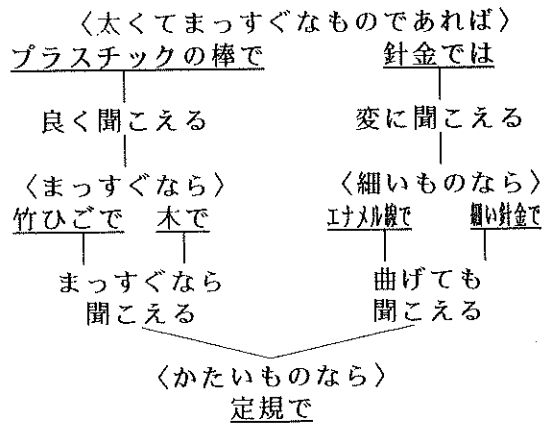 〈太くてまっすぐなものであれば〉
プラスチックの棒で 針金では
良く聞こえる 変に聞こえる
〈まっすぐなら〉 〈細いものなら〉
竹ひごで 木で エナメル線で 細い針金で
まっすぐなら 曲げても
聞こえる 聞こえる
〈かたいものなら〉
定規で